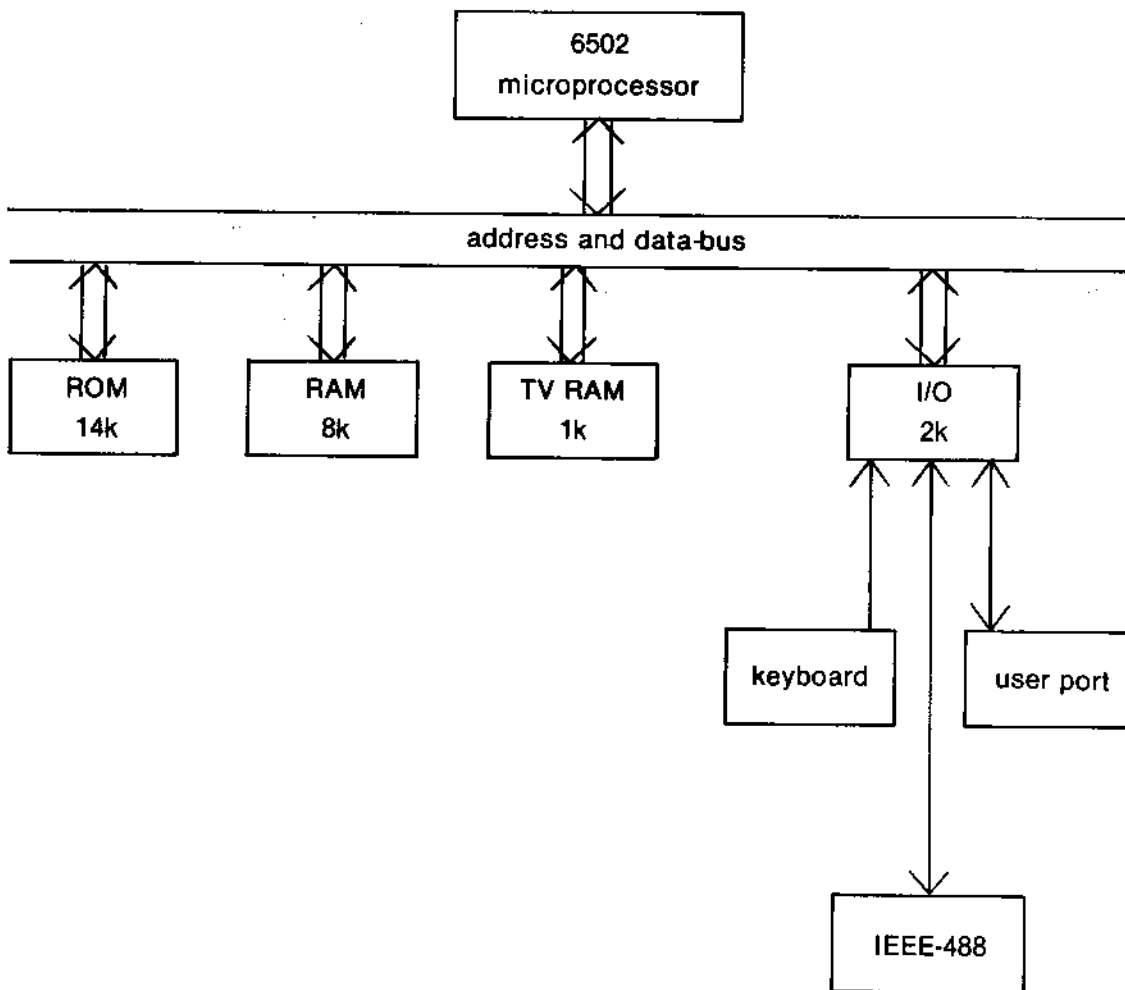 6502
microprocessor
address and data-bus
ROM
14k
RAM
8k
TV RAM
1k
I/O
2k
keyboard
user port
IEEE-488